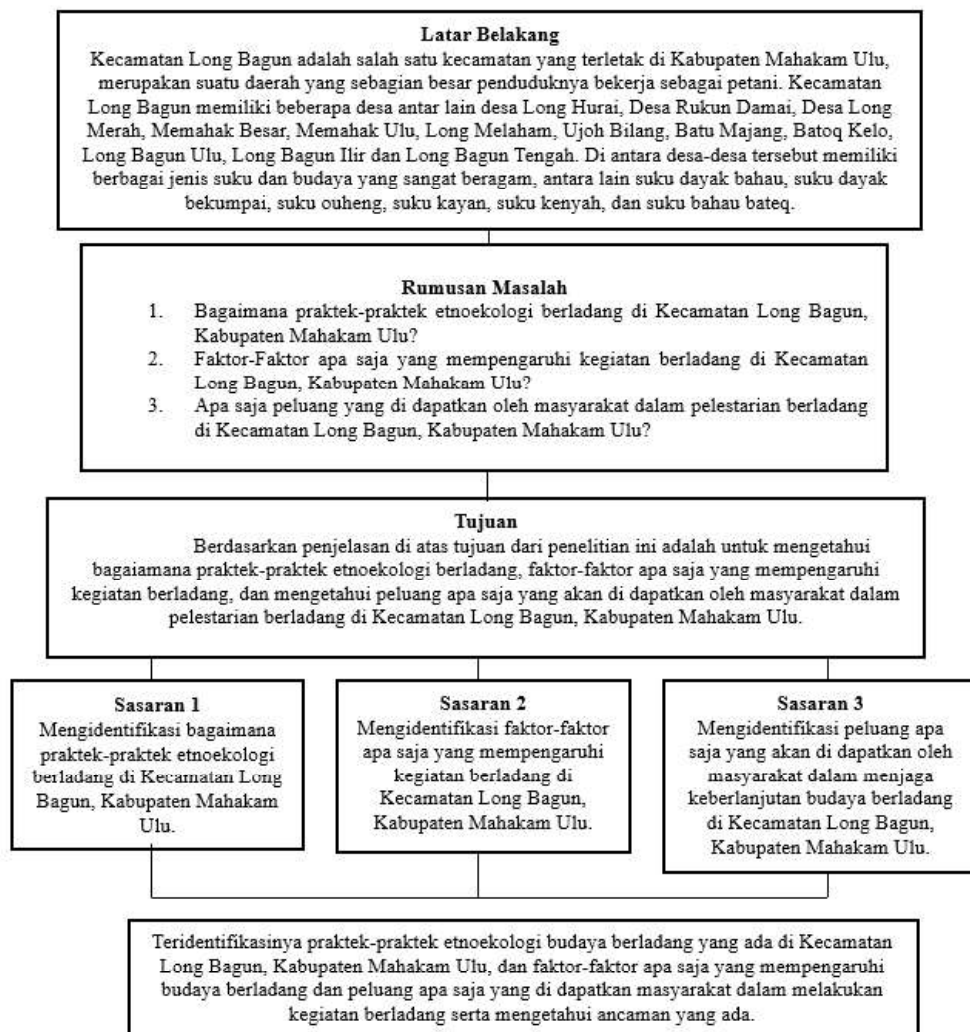 Latar Belakang
Kecamatan Long Bagun adalah salah satu kecamatan yang terletak di Kabupaten Mahakam Ulu,
merupakan suatu daerah yang sebagian besar penduduknya bekerja sebagai petani. Kecamatan
Long Bagun memiliki beberapa desa antar lain desa Long Hurai, Desa Rukun Damai, Desa Long
Merah, Memahak Besar, Memahak Ulu, Long Melaham, Ujoh Bilang, Batu Majang, Batoq Kelo,
Long Bagun Ulu, Long Bagun Ilir dan Long Bagun Tengah. Di antara desa-desa tersebut memiliki
berbagai jenis suku dan budaya yang sangat beragam, antara lain suku dayak bahau, suku dayak
bekumpai, suku ouheng, suku kayan, suku kenyah, dan suku bahau bateq.
Rumusan Masalah
1. Bagaimana praktek-praktek etnoekologi berladang di Kecamatan Long Bagun,
Kabupaten Mahakam Ulu?
2. Faktor-Faktor apa saja yang mempengaruhi kegiatan berladang di Kecamatan
Long Bagun, Kabupaten Mahakam Ulu?
3. Apa saja peluang yang di dapatkan oleh masyarakat dalam pelestarian berladang
di Kecamatan Long Bagun, Kabupaten Mahakam Ulu?
Tujuan
Berdasarkan penjelasan di atas tujuan dari penelitian ini adalah untuk mengetahui
bagaiamana praktek-praktek etnoekologi berladang, faktor-faktor apa saja yang mempengaruhi
kegiatan berladang, dan mengetahui peluang apa saja yang akan di dapatkan oleh masyarakat dalam
pelestarian berladang di Kecamatan Long Bagun, Kabupaten Mahakam Ulu.
Sasaran 1
Mengidentifikasi bagaimana
praktek-praktek etnoekologi
berladang di Kecamatan Long
Bagun, Kabupaten Mahakam
Ulu.
Sasaran 2
Mengidentifikasi faktor-faktor
apa saja yang mempengaruhi
kegiatan berladang di
Kecamatan Long Bagun,
Kabupaten Mahakam Ulu.
Sasaran 3
Mengidentifikasi peluang apa
saja yang akan di dapatkan oleh
masyarakat dalam menjaga
keberlanjutan budaya berladang
di Kecamatan Long Bagun,
Kabupaten Mahakam Ulu.
Teridentifikasinya praktek-praktek etnoekologi budaya berladang yang ada di Kecamatan
Long Bagun, Kabupaten Mahakam Ulu, dan faktor-faktor apa saja yang mempengaruhi
budaya berladang dan peluang apa saja yang di dapatkan masyarakat dalam melakukan
kegiatan berladang serta mengetahui ancaman yang ada.